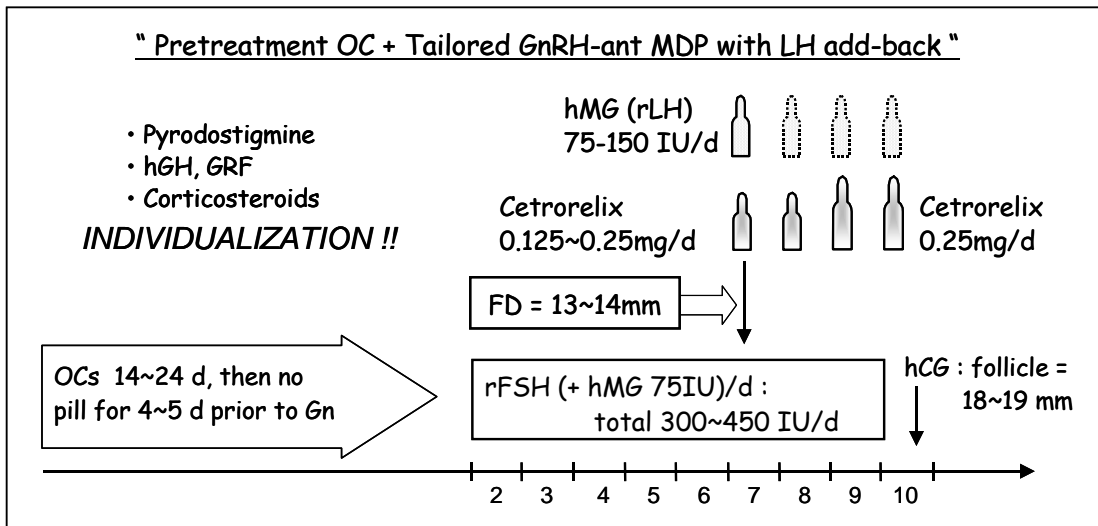 " Pretreatment OC + Tailored GnRH-ant MDP with LH add-back "
• Pyrodostigmine
• hGH, GRF
• Corticosteroids
INDIVIDUALIZATION !!
hMG (rLH)
75-150 IU/d
Cetrorelix
0.125~0.25mg/d
Cetrorelix
0.25mg/d
FD = 13~14mm
OCs 14~24 d, then no
pill for 4~5 d prior to Gn
rFSH (+ hMG 75IU)/d :
total 300~450 IU/d
hCG : follicle =
18~19 mm
2 3 4 5 6 7 8 9 10